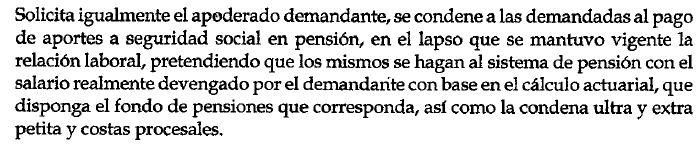 Solicita igualmente el apoderado demandante, se condene a las demandadas al pago
de aportes a seguridad social en pensión, en el lapso que se mantuvo vigente la
relación laboral, pretendiendo que los mismos se hagan al sistema de pensión con el
salario realmente devengado por el demandante con base en el cálculo actuarial, que
disponga el fondo de pensiones que corresponda, así como la condena ultra y extra
petita y costas procesales.